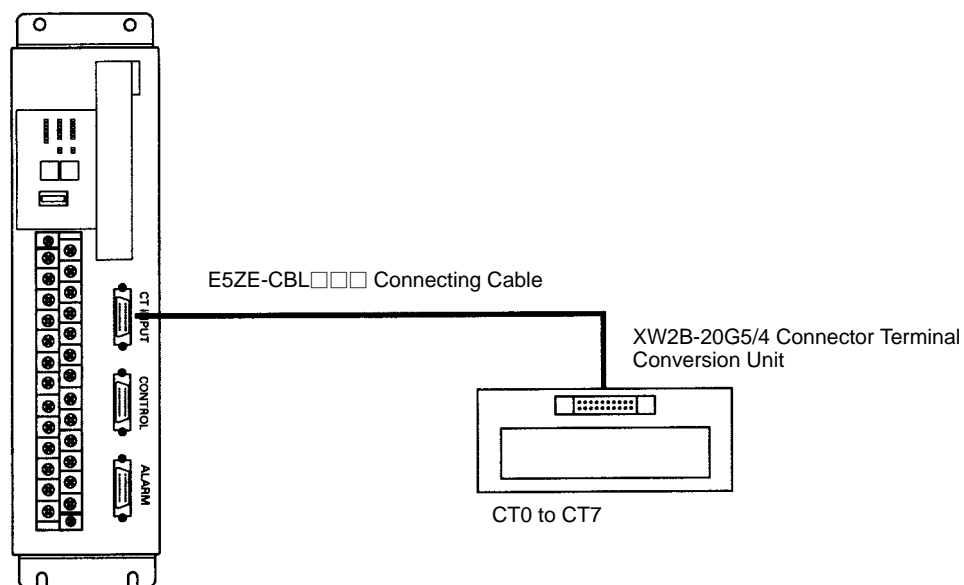 E5ZE-CBL□□□ Connecting Cable
CT INPUT
XW2B-20G5/4 Connector Terminal
Conversion Unit
CONTROL
ALARM
CT0 to CT7